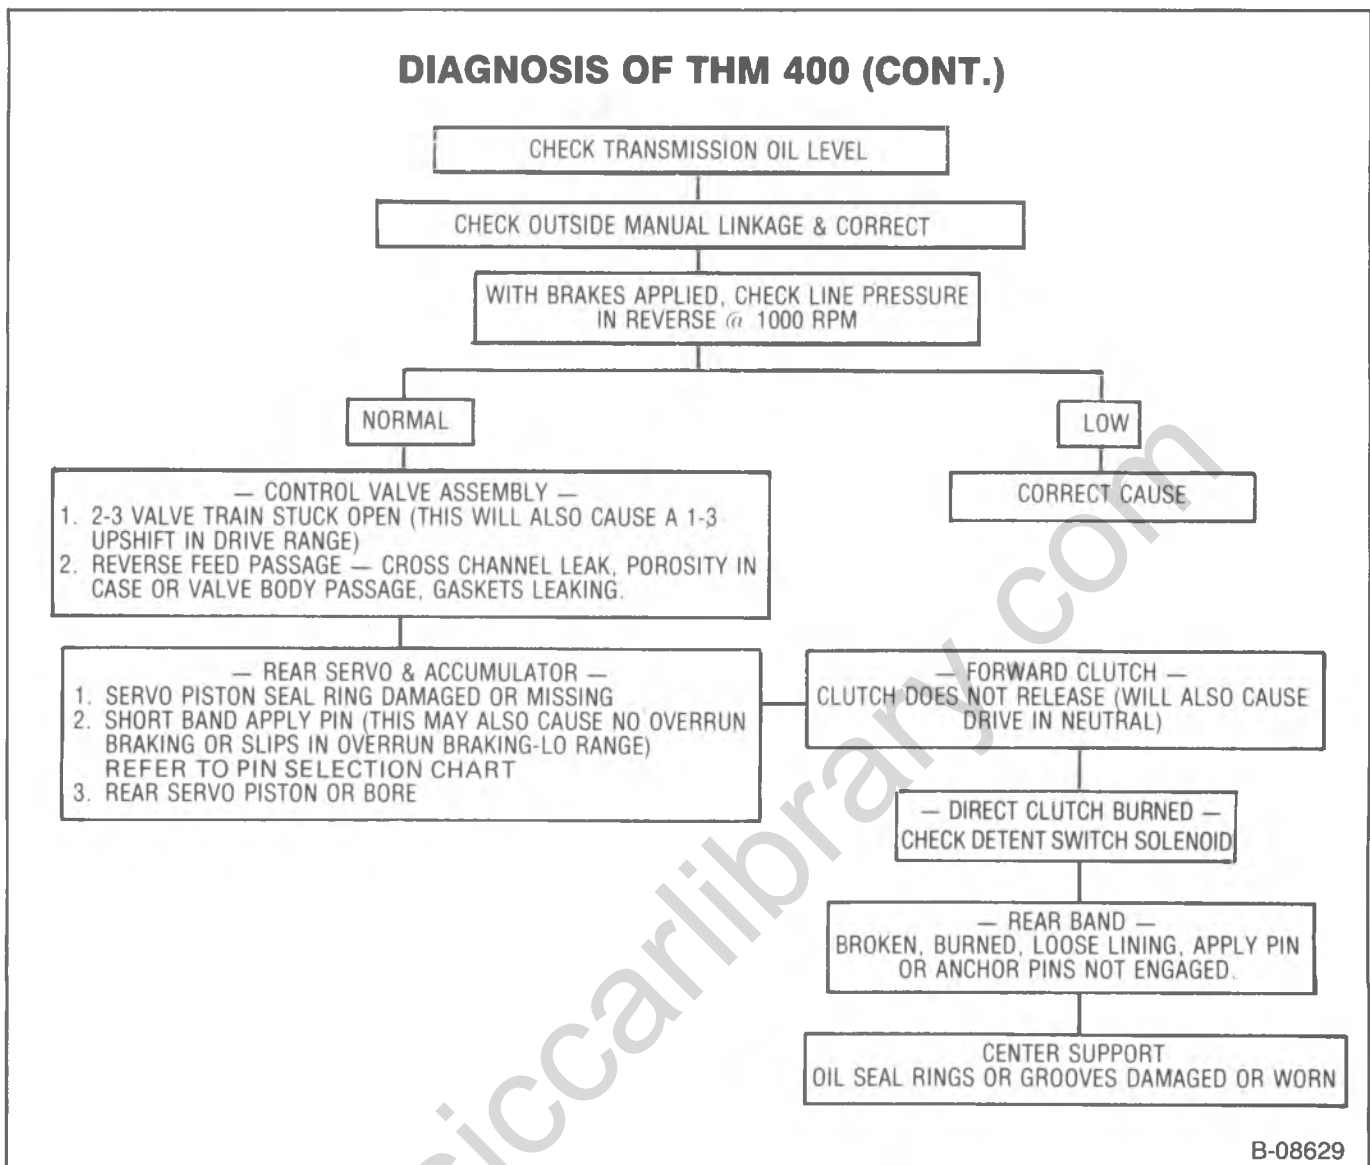 DIAGNOSIS OF THM 400 (CONT.)
CHECK TRANSMISSION OIL LEVEL
CHECK OUTSIDE MANUAL LINKAGE & CORRECT
WITH BRAKES APPLIED, CHECK LINE PRESSURE
IN REVERSE @ 1000 RPM
NORMAL
LOW
— CONTROL VALVE ASSEMBLY —
1. 2-3 VALVE TRAIN STUCK OPEN (THIS WILL ALSO CAUSE A 1-3
UPSHIFT IN DRIVE RANGE)
2. REVERSE FEED PASSAGE — CROSS CHANNEL LEAK, POROSITY IN
CASE OR VALVE BODY PASSAGE, GASKETS LEAKING.
CORRECT CAUSE
— REAR SERVO & ACCUMULATOR —
1. SERVO PISTON SEAL RING DAMAGED OR MISSING
2. SHORT BAND APPLY PIN (THIS MAY ALSO CAUSE NO OVERRUN
BRAKING OR SLIPS IN OVERRUN BRAKING-LO RANGE)
REFER TO PIN SELECTION CHART
3. REAR SERVO PISTON OR BORE
— FORWARD CLUTCH —
CLUTCH DOES NOT RELEASE (WILL ALSO CAUSE
DRIVE IN NEUTRAL)
— DIRECT CLUTCH BURNED —
CHECK DETENT SWITCH SOLENOID
— REAR BAND —
BROKEN, BURNED, LOOSE LINING, APPLY PIN
OR ANCHOR PINS NOT ENGAGED.
CENTER SUPPORT
OIL SEAL RINGS OR GROOVES DAMAGED OR WORN
B-08629
siccarlibrary.com